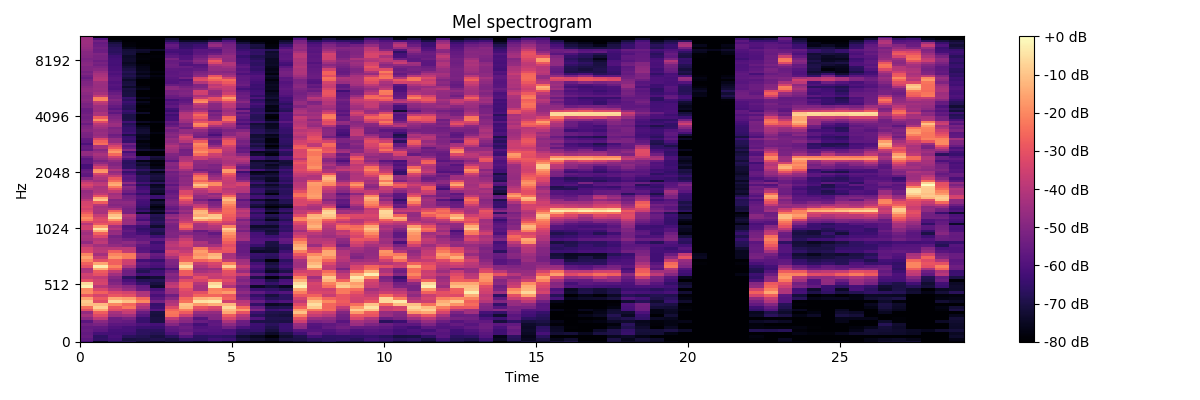 Mel spectrogram
Hz
8192
4096
2048
1024
512
0
0 5 10 15 20 25
Time
+0 dB
-10 dB
-20 dB
-30 dB
-40 dB
-50 dB
-60 dB
-70 dB
-80 dB